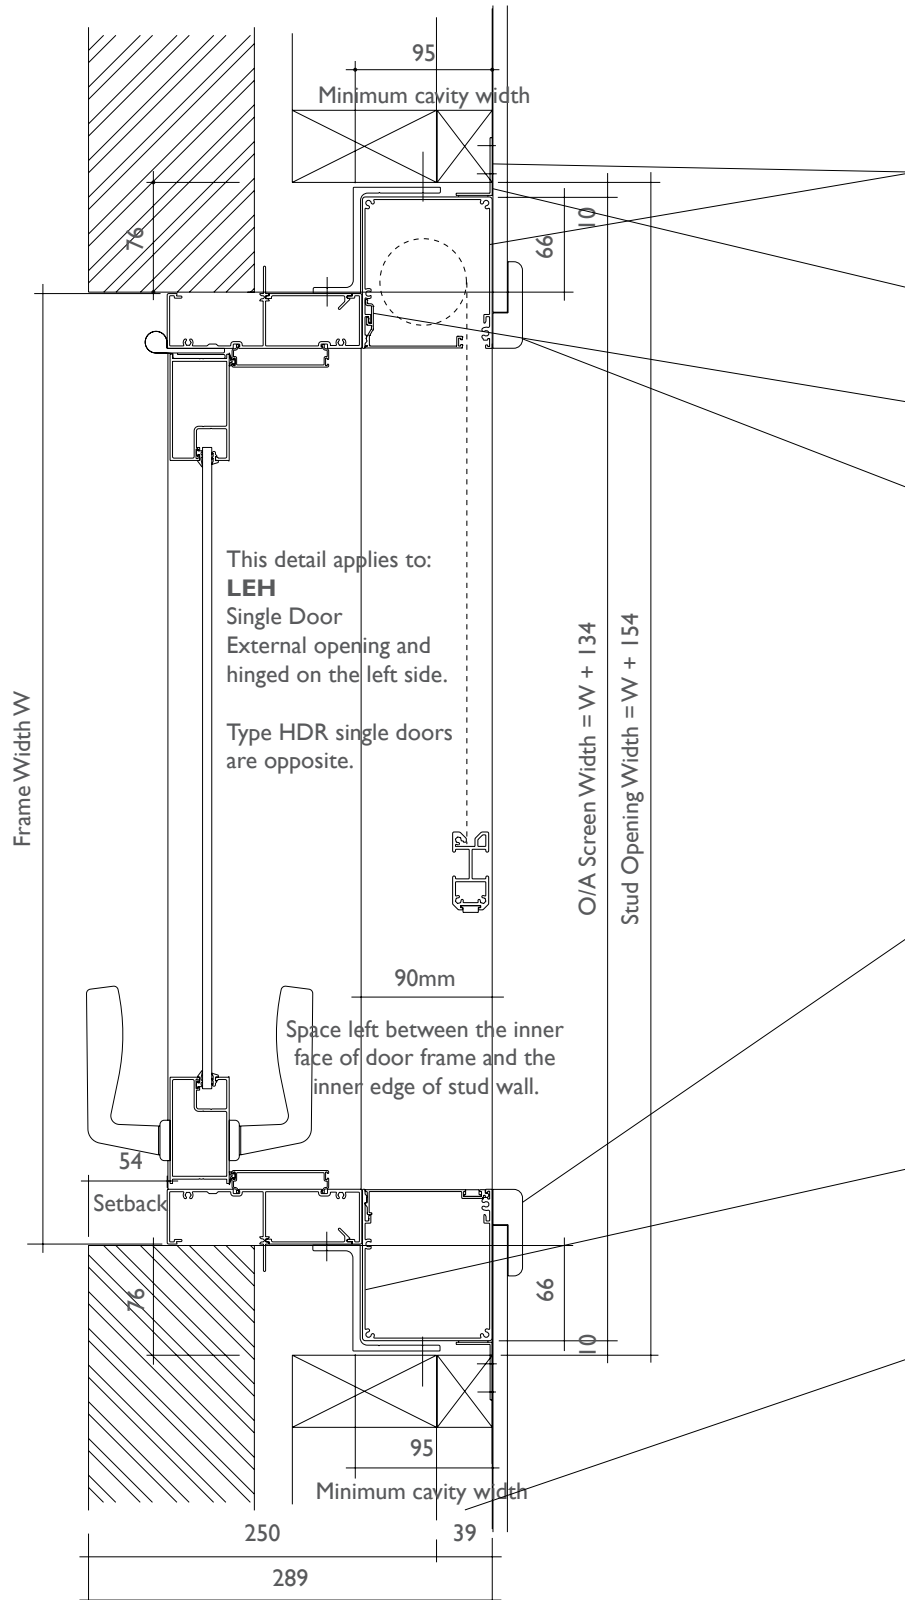 95
Minimum cavity width
76
66
10
This detail applies to:
LEH
Single Door
External opening and
hinged on the left side.
Type HDR single doors
are opposite.
Frame Width W
O/A Screen Width = W + 134
Stud Opening Width = W + 154
90mm
Space left between the inner
face of door frame and the
inner edge of stud wall.
54
Setback
76
66
10
95
Minimum cavity width
250
39
289